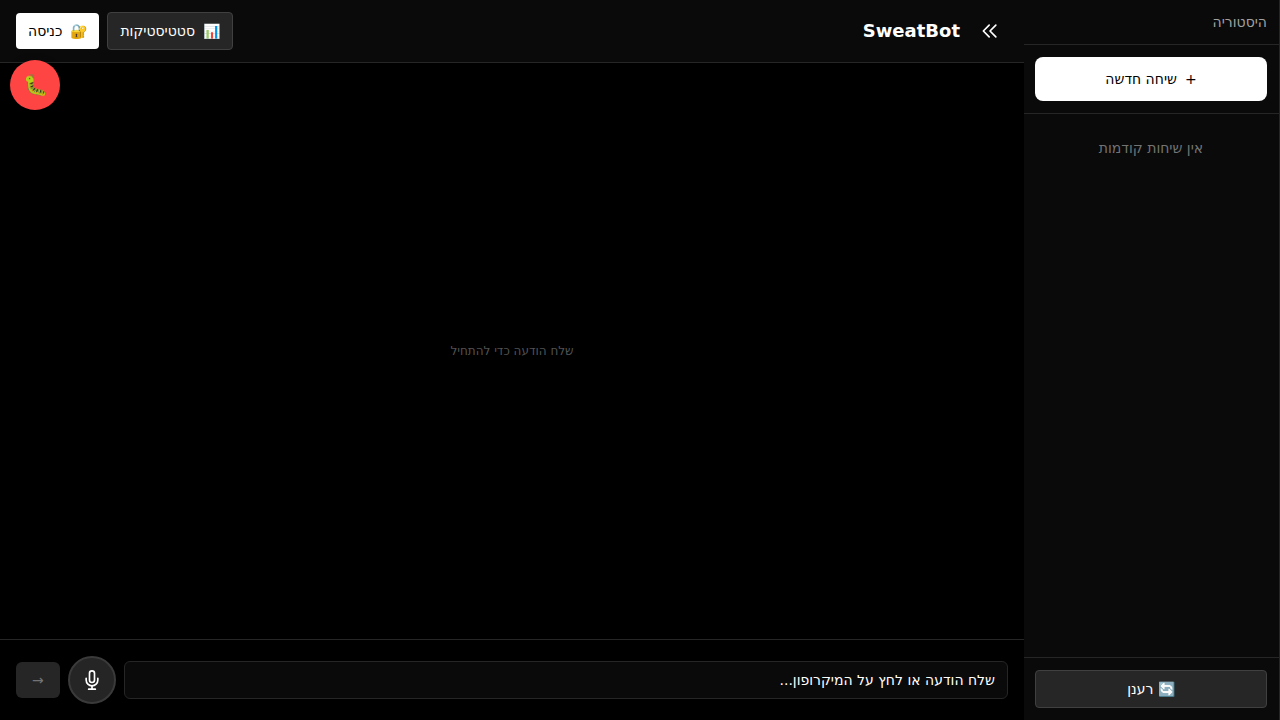 היסטוריה
+ שיחה חדשה
אין שיחות קודמות
🔄 רענן
SweatBot
📊 סטטיסטיקות
🔐 כניסה
שלח הודעה כדי להתחיל
שלח הודעה או לחץ על המיקרופון...
→